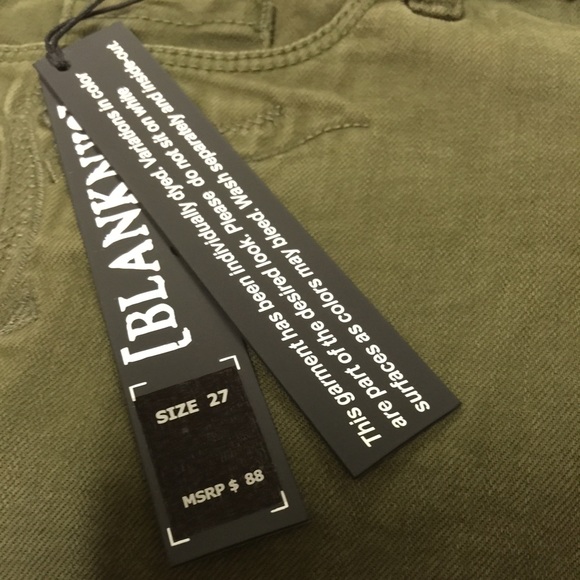 This garment has been individually dyed. Variations in color
are part of the desired look. Please do not sit on white
surfaces as colors may bleed. Wash separately and inside-out.
[BLANKNY
SIZE 27
MSRP $ 88